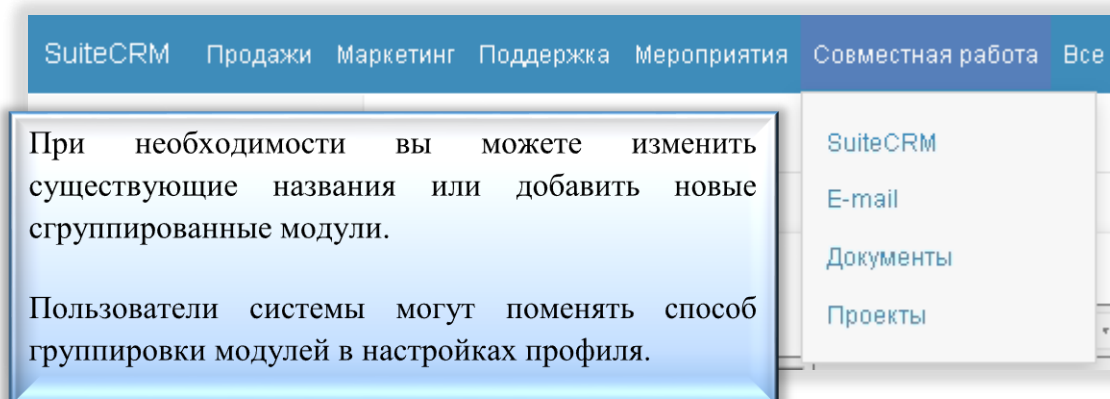 SuiteCRM Продажи Маркетинг Поддержка Мероприятия Совместная работа Все
При необходимости вы можете изменить
существующие названия или добавить новые
сгруппированные модули.
Пользователи системы могут поменять способ
группировки модулей в настройках профиля.
SuiteCRM
E-mail
Документы
Проекты